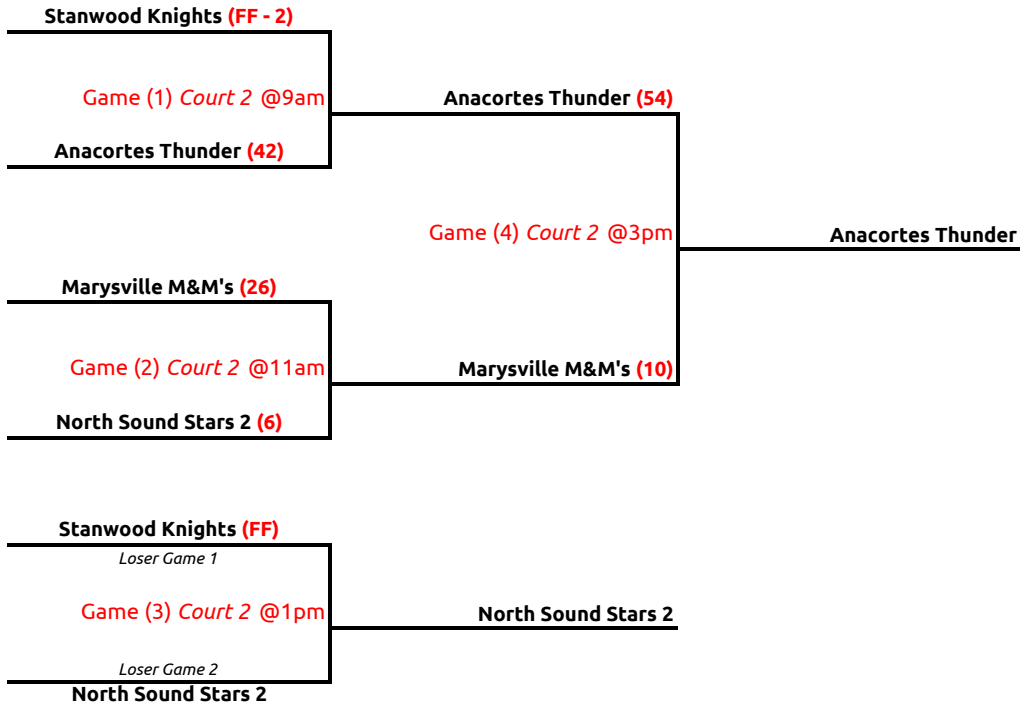 Stanwood Knights (FF - 2)
Game (1) Court 2 @9am
Anacortes Thunder (54)
Anacortes Thunder (42)
Game (4) Court 2 @3pm
Anacortes Thunder
Marysville M&M's (26)
Game (2) Court 2 @11am
Marysville M&M's (10)
North Sound Stars 2 (6)
Stanwood Knights (FF)
Loser Game 1
Game (3) Court 2 @1pm
North Sound Stars 2
Loser Game 2
North Sound Stars 2